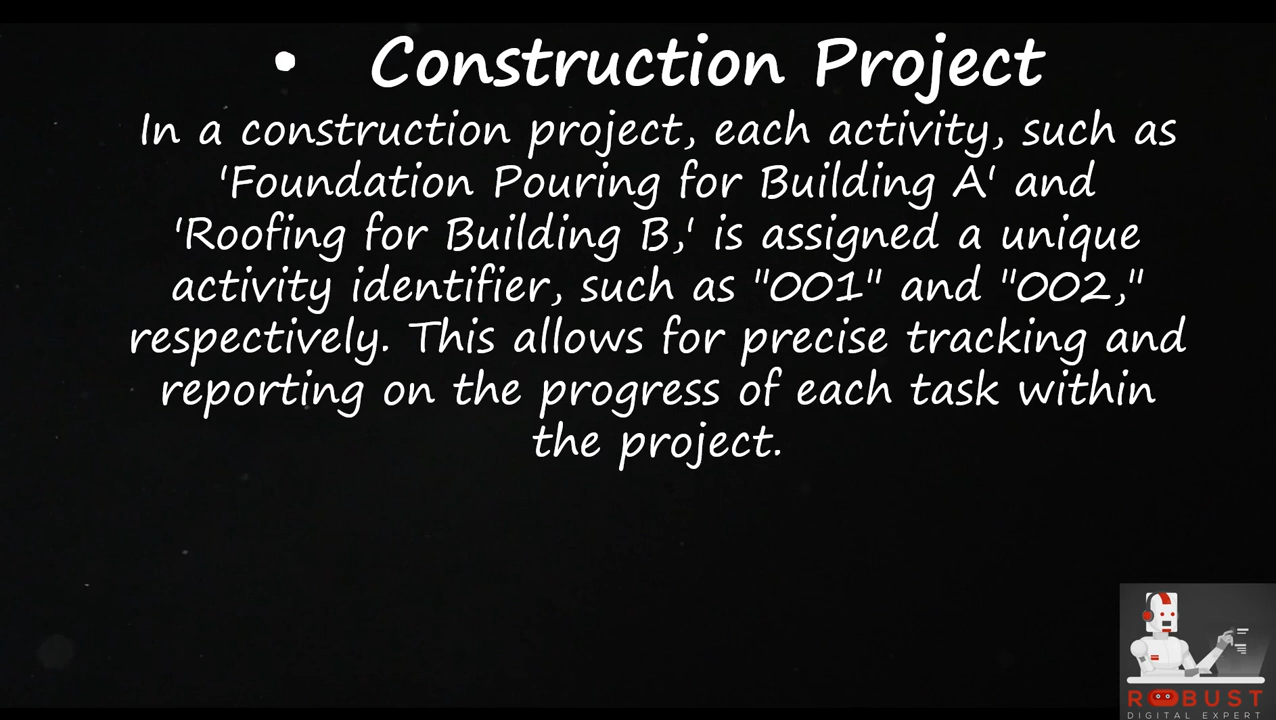 • Construction Project
In a construction project, each activity, such as
'Foundation Pouring for Building A' and
'Roofing for Building B,' is assigned a unique
activity identifier, such as "001" and "002,"
respectively. This allows for precise tracking and
reporting on the progress of each task within
the project.
ROBUST
DIGITAL EXPERT